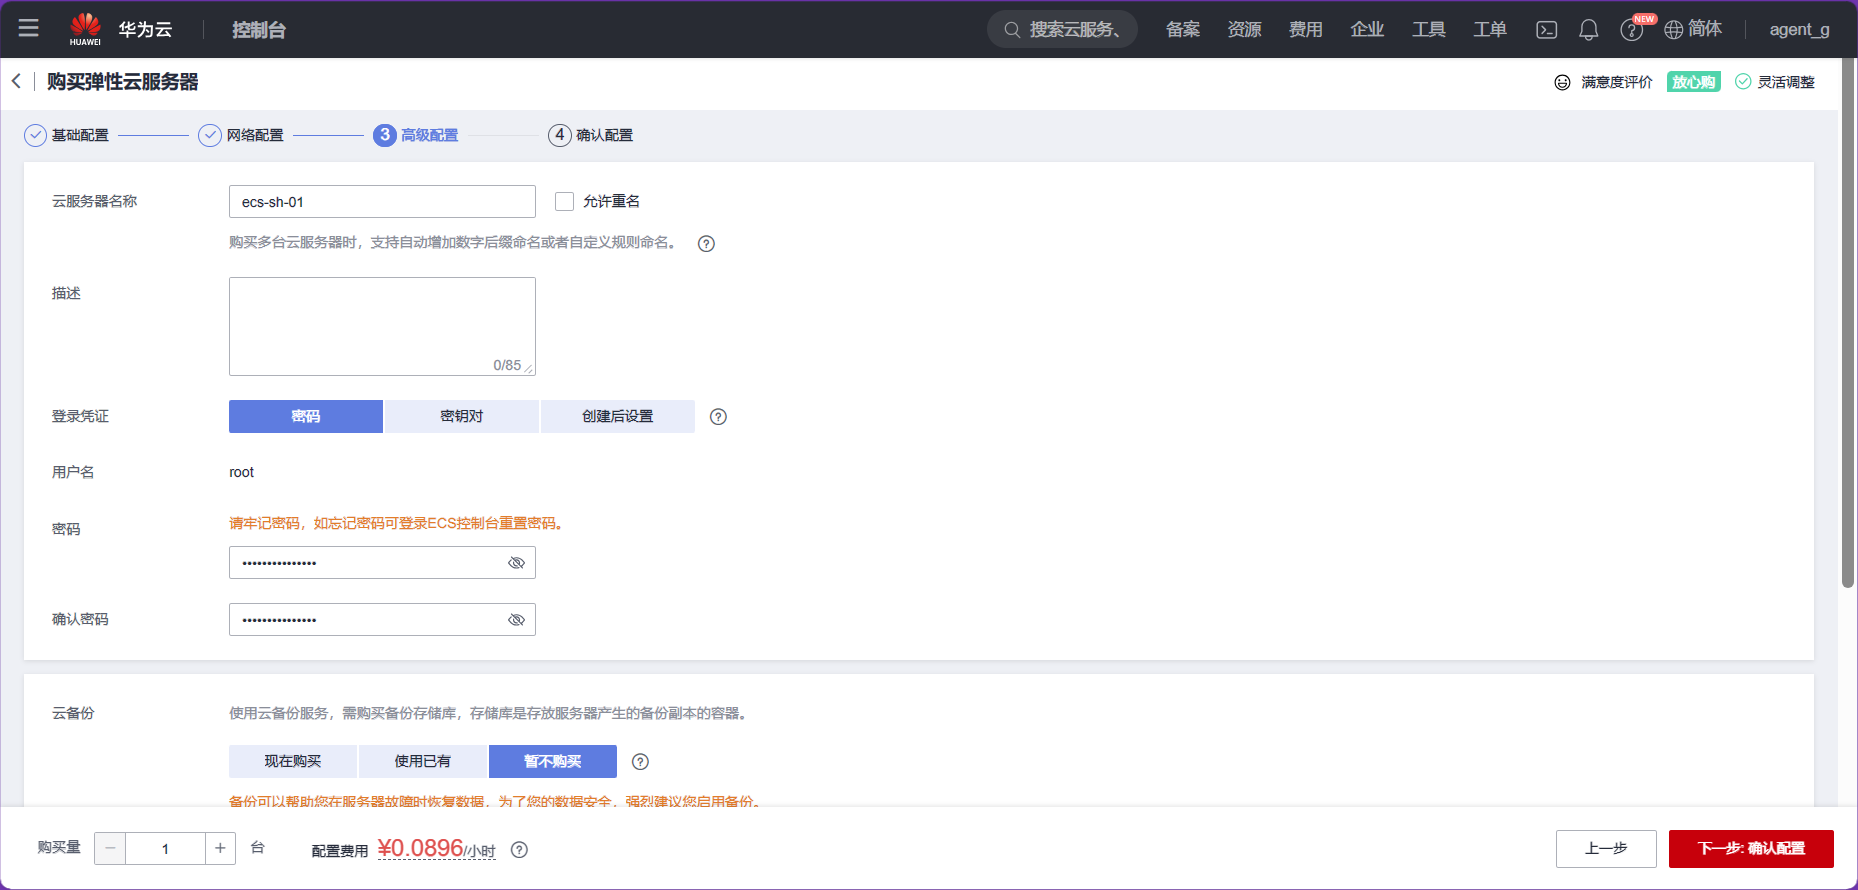 HUAWEI 华为云 控制台 搜索云服务、 备案 资源 费用 企业 工具 工单 NEW 简体 agent_g
购买弹性云服务器 满意度评价 放心购 灵活调整
基础配置 网络配置 3 高级配置 4 确认配置
云服务器名称 ecs-sh-01 允许重名
购买多台云服务器时，支持自动增加数字后缀命名或者自定义规则命名。
描述
0/85
登录凭证 密码 密钥对 创建后设置
用户名 root
密码 请牢记密码，如忘记密码可登录ECS控制台重置密码。
•••••••••••••••
确认密码 •••••••••••••••
云备份 使用云备份服务，需购买备份存储库，存储库是存放服务器产生的备份副本的容器。
现在购买 使用已有 暂不购买
备份可以帮助您在服务器故障时恢复数据，为了您的数据安全，强烈建议您启用备份。
购买量 − 1 + 台 配置费用 ¥0.0896/小时 上一步 下一步: 确认配置